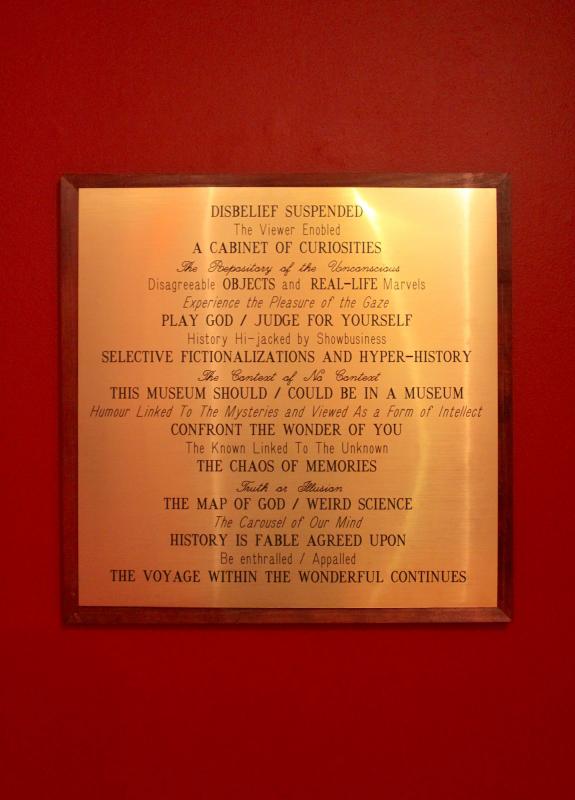 DISBELIEF SUSPENDED
The Viewer Enobled
A CABINET OF CURIOSITIES
The Repository of the Unconscious
Disagreeable OBJECTS and REAL-LIFE Marvels
Experience the Pleasure of the Gaze
PLAY GOD / JUDGE FOR YOURSELF
History Hi-jacked by Showbusiness
SELECTIVE FICTIONALIZATIONS AND HYPER-HISTORY
The Context of No Context
THIS MUSEUM SHOULD / COULD BE IN A MUSEUM
Humour Linked To The Mysteries and Viewed As a Form of Intellect
CONFRONT THE WONDER OF YOU
The Known Linked To The Unknown
THE CHAOS OF MEMORIES
Truth or Illusion
THE MAP OF GOD / WEIRD SCIENCE
The Carousel of Our Mind
HISTORY IS FABLE AGREED UPON
Be enthralled / Appalled
THE VOYAGE WITHIN THE WONDERFUL CONTINUES